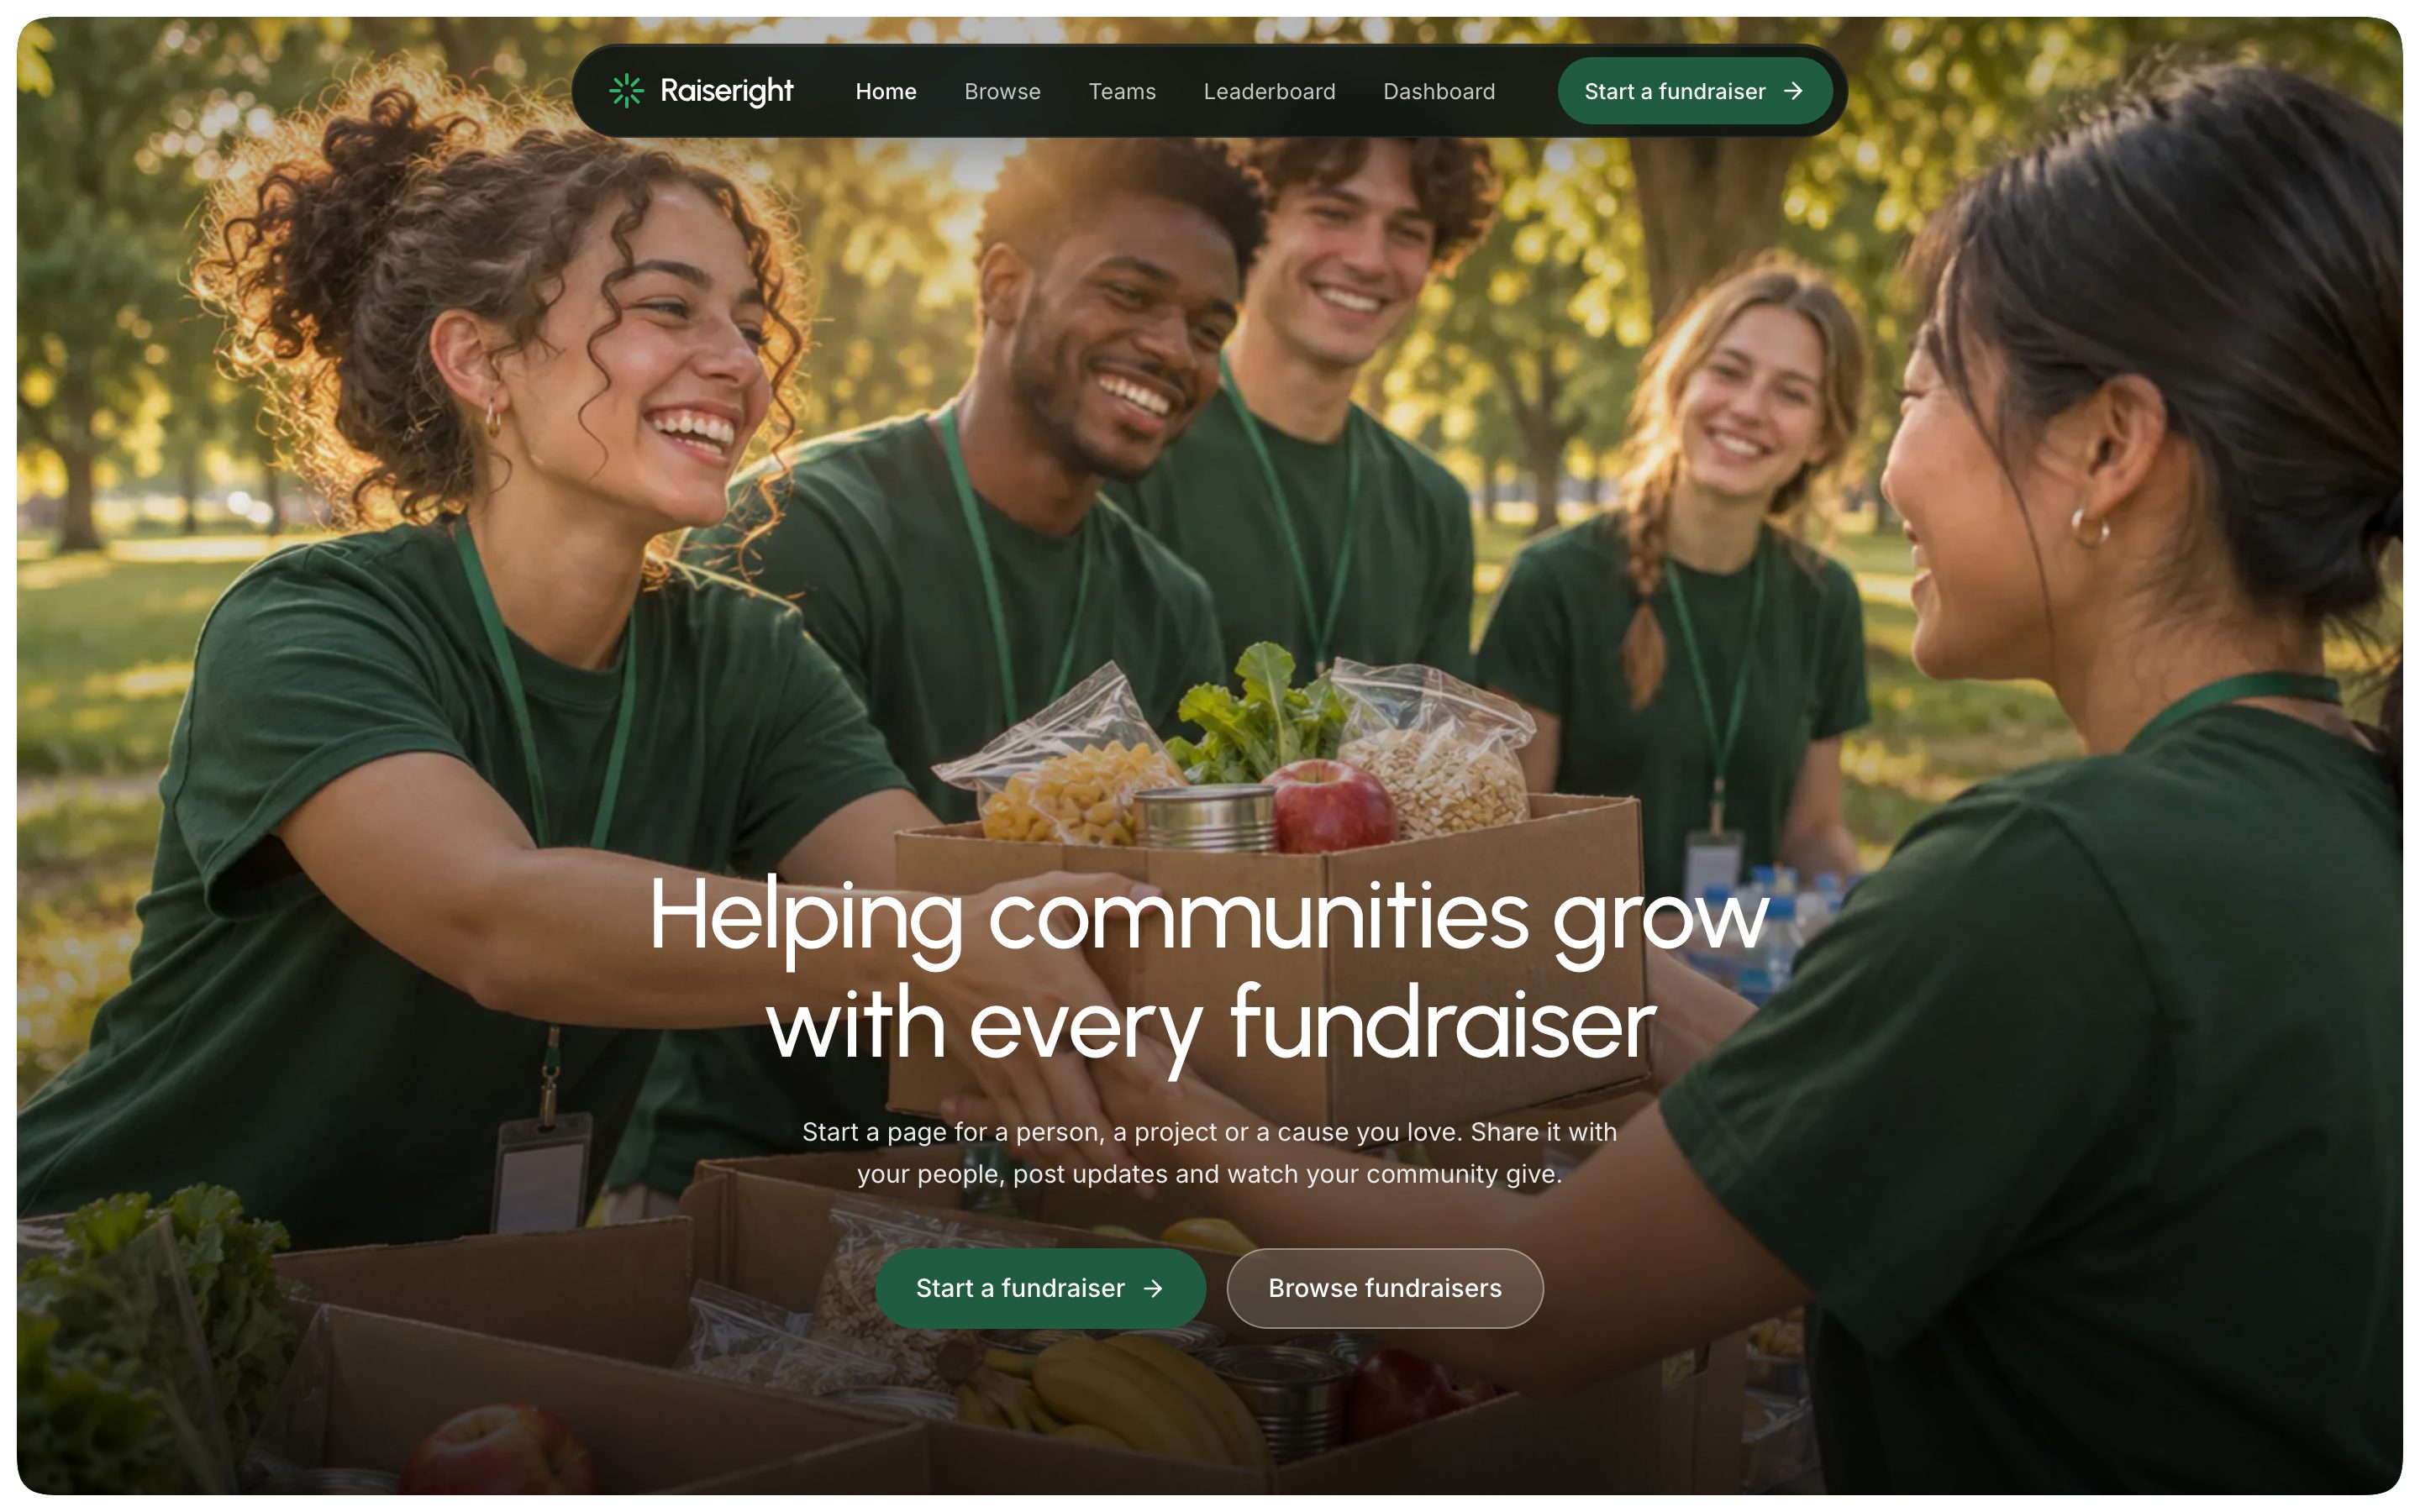 Raiseright
Home
Browse
Teams
Leaderboard
Dashboard
Start a fundraiser
Helping communities grow
with every fundraiser
Start a page for a person, a project or a cause you love. Share it with
your people, post updates and watch your community give.
Start a fundraiser
Browse fundraisers